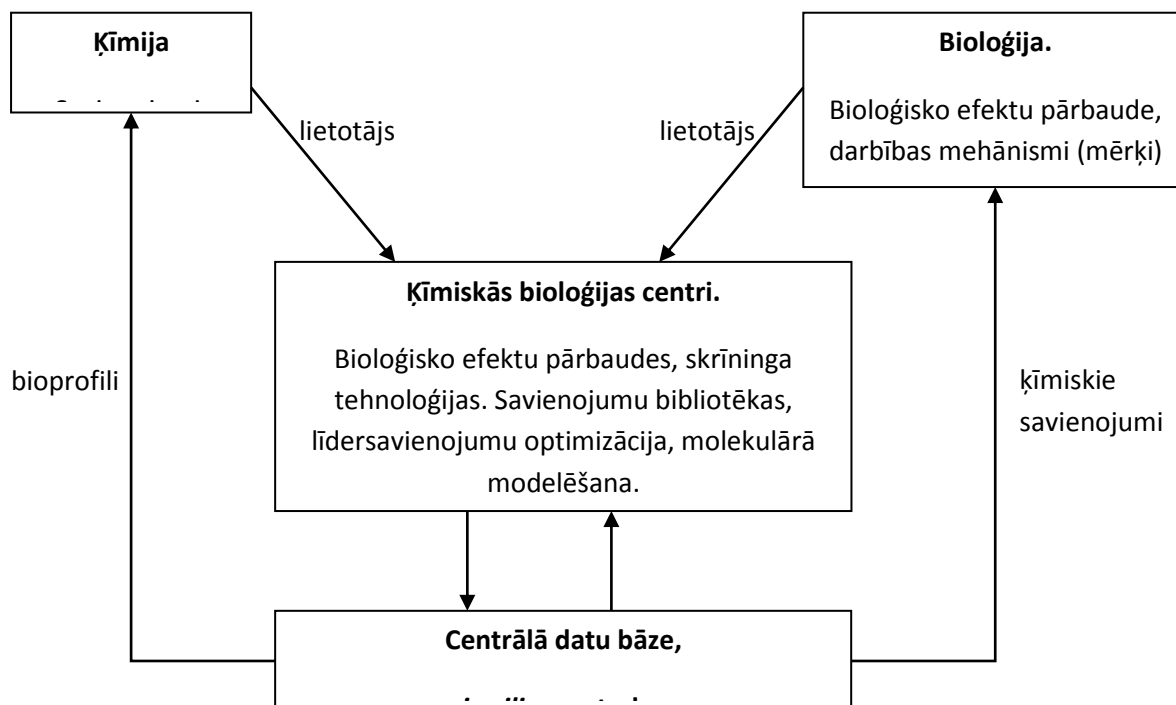 Ķīmija
Bioloģija.
Bioloģisko efektu pārbaude,
darbības mehānismi (mērķi)
lietotājs
lietotājs
Ķīmiskās bioloģijas centri.
Bioloģisko efektu pārbaudes, skrīninga
tehnoloģijas. Savienojumu bibliotēkas,
līdersavienojumu optimizācija, molekulārā
modelēšana.
bioprofili
ķīmiskie
savienojumi
Centrālā datu bāze,